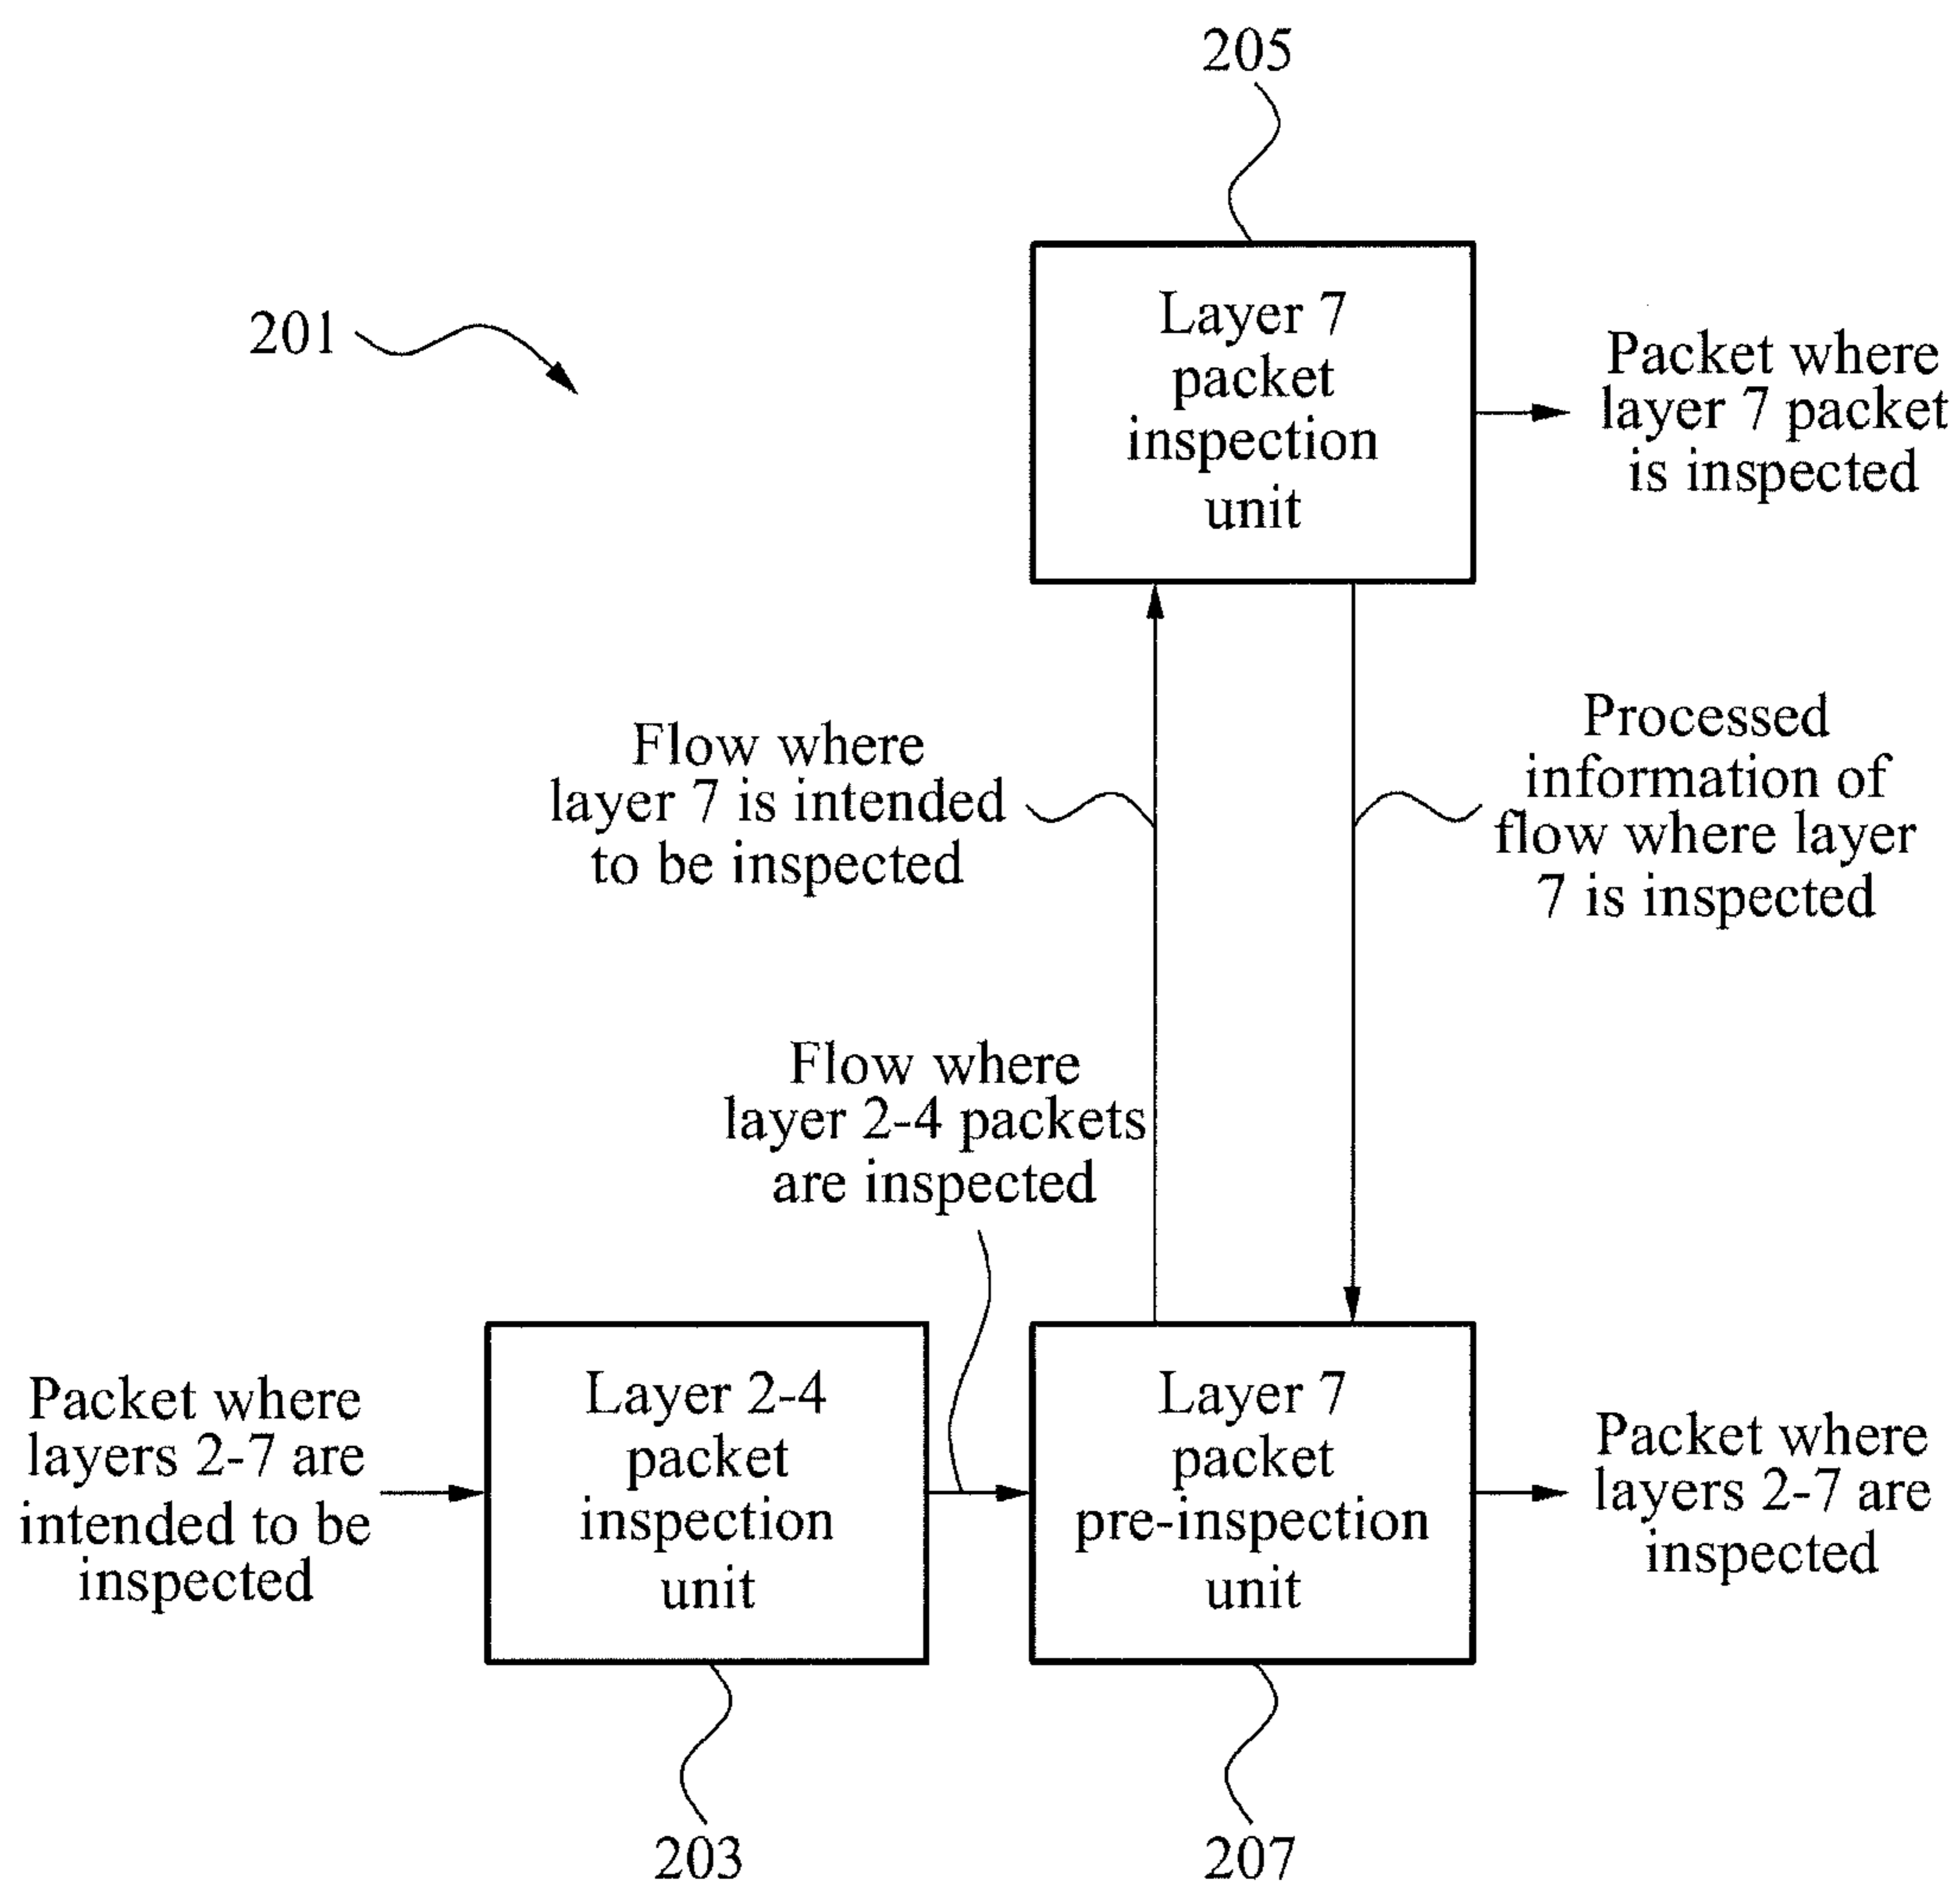 205
201
Layer 7
packet
inspection
unit
Packet where
layer 7 packet
is inspected
Flow where
layer 7 is intended
to be inspected
Processed
information of
flow where layer
7 is inspected
Flow where
layer 2-4 packets
are inspected
Packet where
layers 2-7 are
intended to be
inspected
Layer 2-4
packet
inspection
unit
Layer 7
packet
pre-inspection
unit
Packet where
layers 2-7 are
inspected
203
207